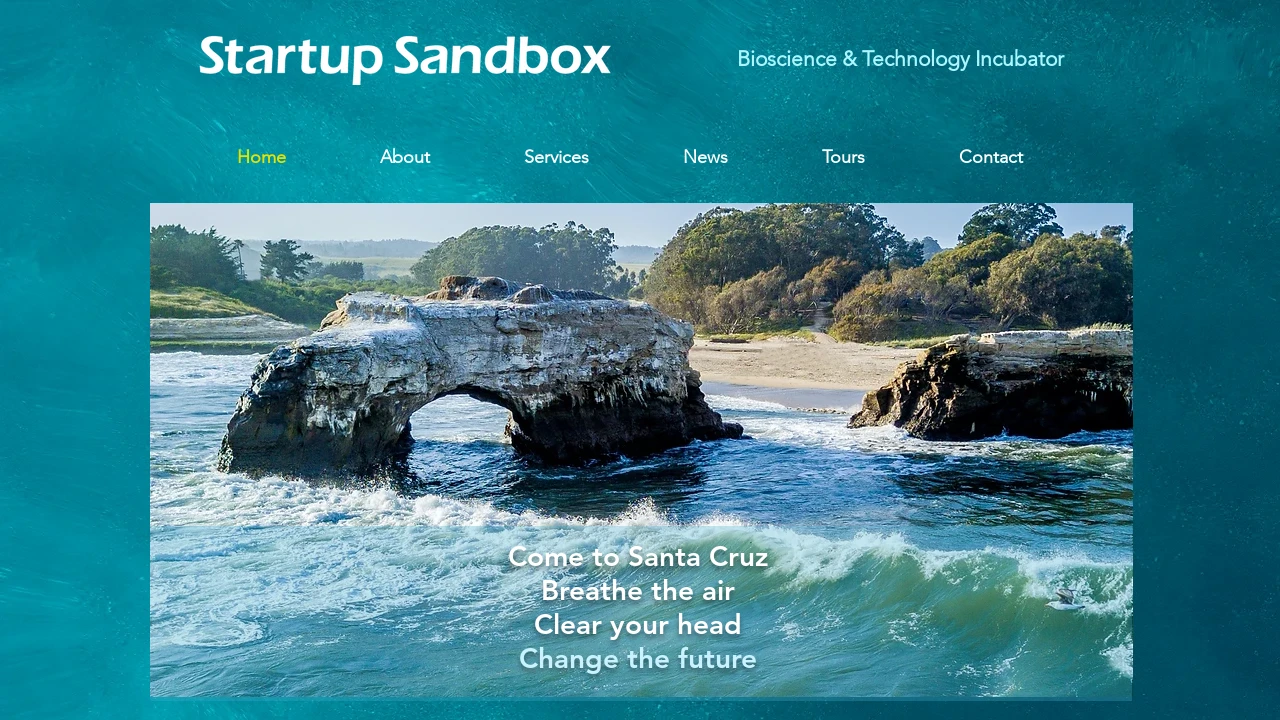 Startup Sandbox
Bioscience & Technology Incubator
Home
About
Services
News
Tours
Contact
Come to Santa Cruz
Breathe the air
Clear your head
Change the future